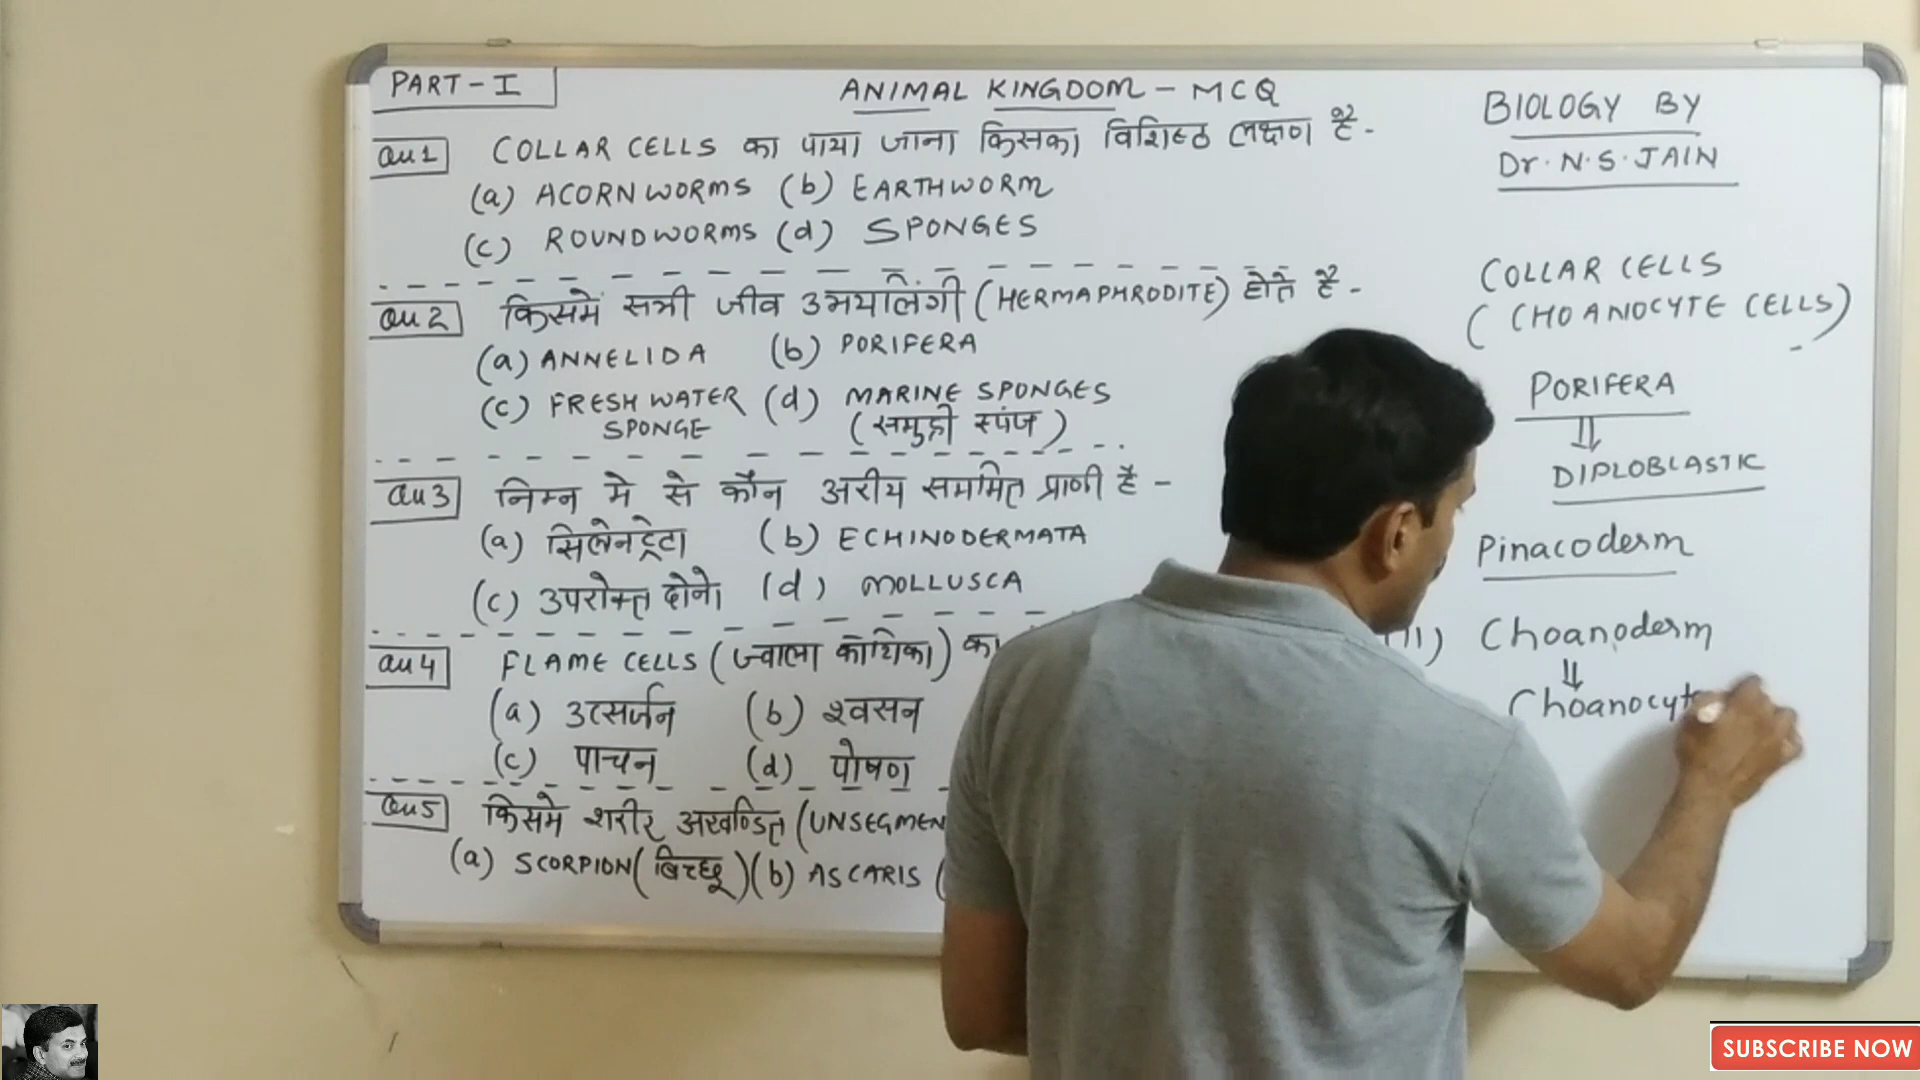 PART-I
ANIMAL KINGDOM - MCQ
Qu1 COLLAR CELLS का पाया जाना किसका विशिष्ठ लक्षण है -
(a) ACORN WORMS (b) EARTHWORM
(c) ROUNDWORMS (d) SPONGES
Qu2 किसमें सभी जीव उभयलिंगी (HERMAPHRODITE) होते है -
(a) ANNELIDA (b) PORIFERA
(c) FRESH WATER SPONGE (d) MARINE SPONGES
(समुद्री स्पंज)
Qu3 निम्न मे से कौन अरीय सममित प्राणी है -
(a) सिलेनट्रेटा (b) ECHINODERMATA
(c) उपरोक्त दोनो (d) MOLLUSCA
Qu4 FLAME CELLS (ज्वाला कोशिका) का
(a) उत्सर्जन (b) श्वसन
(c) पाचन (d) पोषण
Qu5 किसमे शरीर अखण्डित (UNSEGMEN
(a) SCORPION (बिच्छू) (b) ASCARIS (
BIOLOGY BY
Dr. N.S. JAIN
COLLAR CELLS
(CHOANOCYTE CELLS)
PORIFERA
⇓
DIPLOBLASTIC
Pinacoderm
Choanoderm
⇓
Choanocyt
SUBSCRIBE NOW